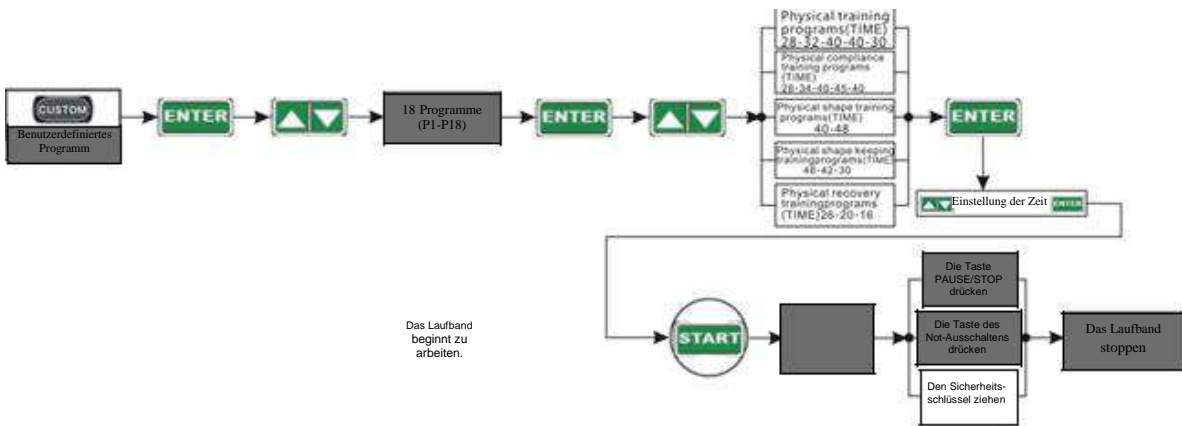 CUSTOM
Benutzerdefiniertes
Programm
ENTER
18 Programme
(P1-P18)
ENTER
Physical training
programs(TIME)
28-32-40-40-30
Physical compliance
training programs
(TIME)
28-34-40-45-40
Physical shape training
programs(TIME)
40-48
Physical shape keeping
trainingprograms(TIME)
48-42-30
Physical recovery
trainingprograms
(TIME)26-20-16
ENTER
Einstellung der Zeit ENTER
START
Das Laufband
beginnt zu
arbeiten.
Die Taste
PAUSE/STOP
drücken
Die Taste des
Not-Ausschaltens
drücken
Den Sicherheits-
schlüssel ziehen
Das Laufband
stoppen